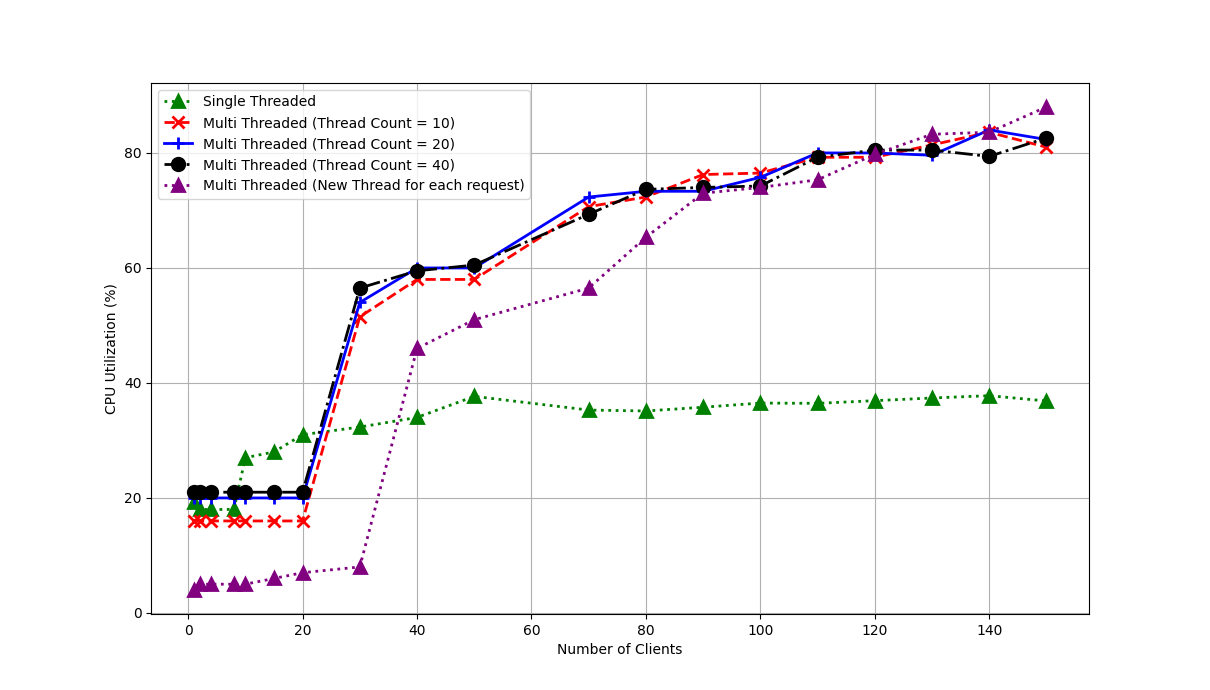 Single Threaded
Multi Threaded (Thread Count = 10)
Multi Threaded (Thread Count = 20)
Multi Threaded (Thread Count = 40)
Multi Threaded (New Thread for each request)
80
60
40
20
0
CPU Utilization (%)
0 20 40 60 80 100 120 140
Number of Clients